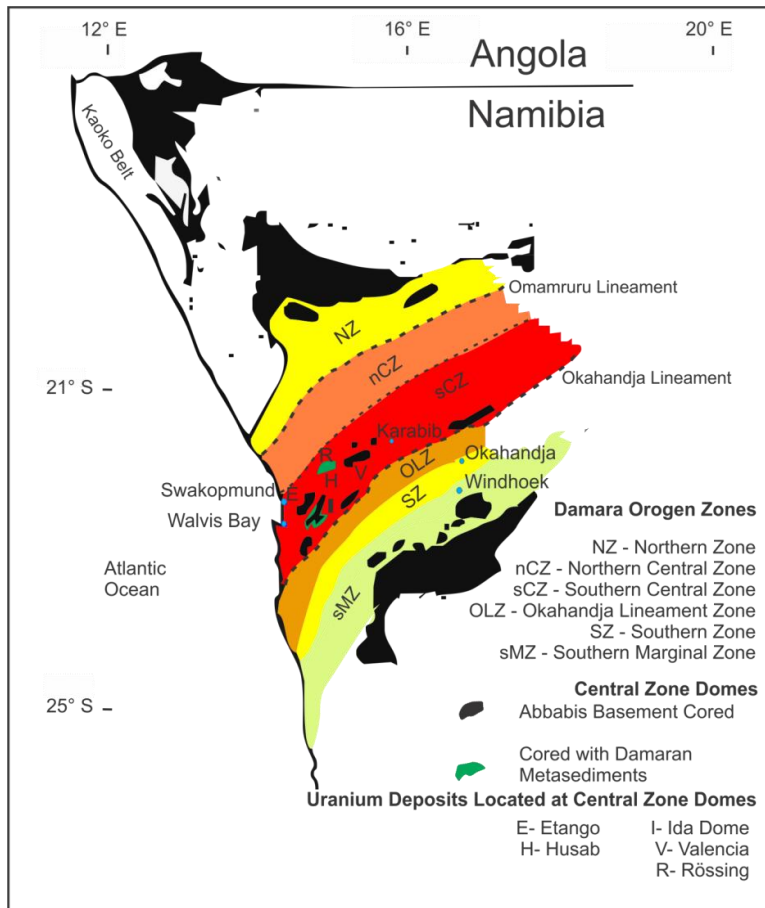 12° E
16° E
20° E
Angola
Namibia
Kaoko Belt
Omamruru Lineament
NZ
nCZ
sCZ
Okahandja Lineament
21° S
Karabib
R
OLZ
Okahandja
H
V
SZ
Swakopmund
E
I
Windhoek
Walvis Bay
Damara Orogen Zones
Atlantic
Ocean
NZ - Northern Zone
nCZ - Northern Central Zone
sCZ - Southern Central Zone
OLZ - Okahandja Lineament Zone
SZ - Southern Zone
sMZ - Southern Marginal Zone
sMZ
25° S
Central Zone Domes
Abbabis Basement Cored
Cored with Damaran
Metasediments
Uranium Deposits Located at Central Zone Domes
E- Etango
I- Ida Dome
H- Husab
V- Valencia
R- Rössing